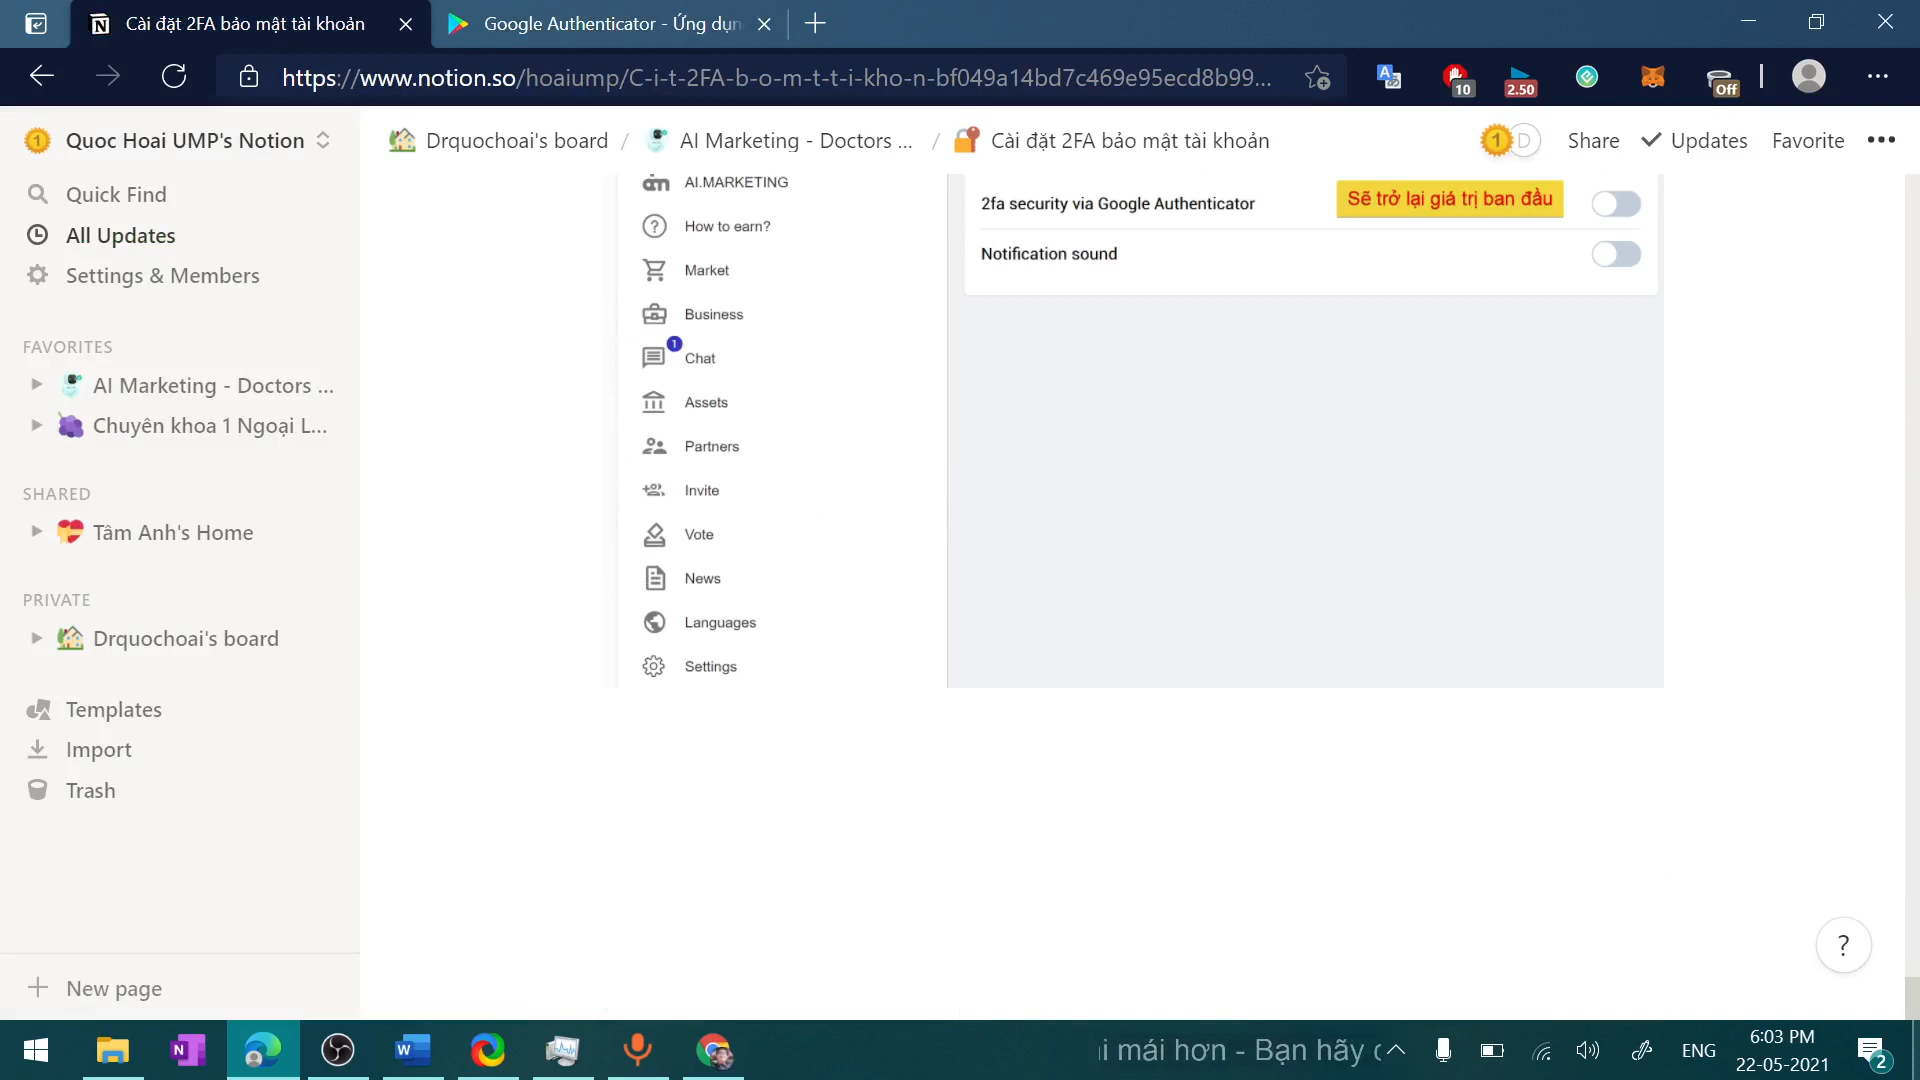 Cài đặt 2FA bảo mật tài khoản
Google Authenticator - Ứng dụn
https://www.notion.so/hoaiump/C-i-t-2FA-b-o-m-t-t-i-kho-n-bf049a14bd7c469e95ecd8b99...
10
2.50
Off
1 Quoc Hoai UMP's Notion
Drquochoai's board / AI Marketing - Doctors ... / Cài đặt 2FA bảo mật tài khoản
1 D Share Updates Favorite
Quick Find
All Updates
Settings & Members
FAVORITES
AI Marketing - Doctors ...
Chuyên khoa 1 Ngoại L...
SHARED
Tâm Anh's Home
PRIVATE
Drquochoai's board
Templates
Import
Trash
New page
am AI.MARKETING
How to earn?
Market
Business
1
Chat
Assets
Partners
Invite
Vote
News
Languages
Settings
2fa security via Google Authenticator
Sẽ trở lại giá trị ban đầu
Notification sound
?
i mái hơn - Bạn hãy c
ENG
6:03 PM
22-05-2021
2